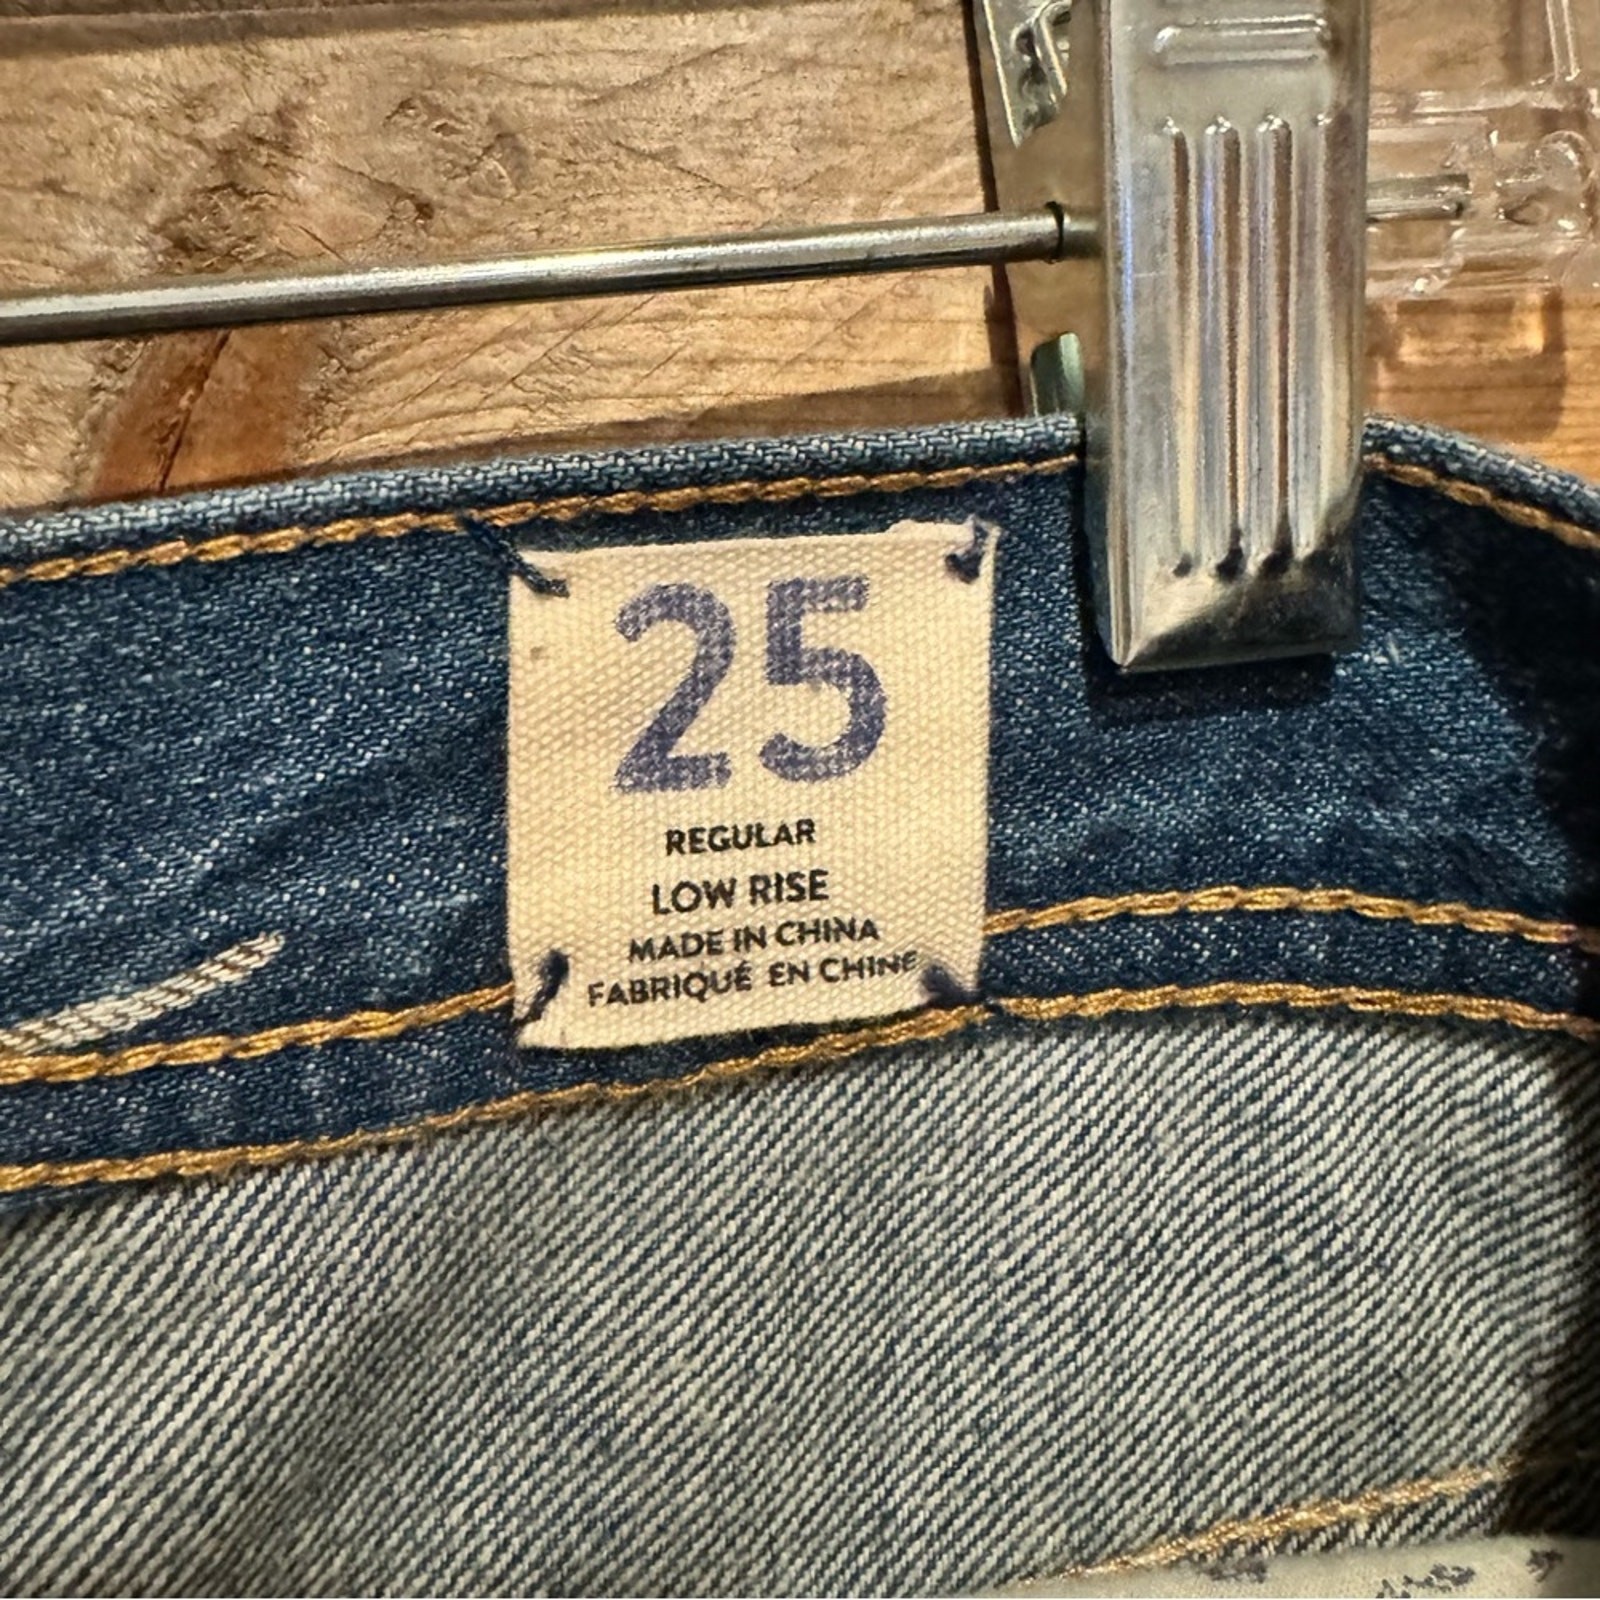 25
REGULAR
LOW RISE
MADE IN CHINA
FABRIQUÉ EN CHINE